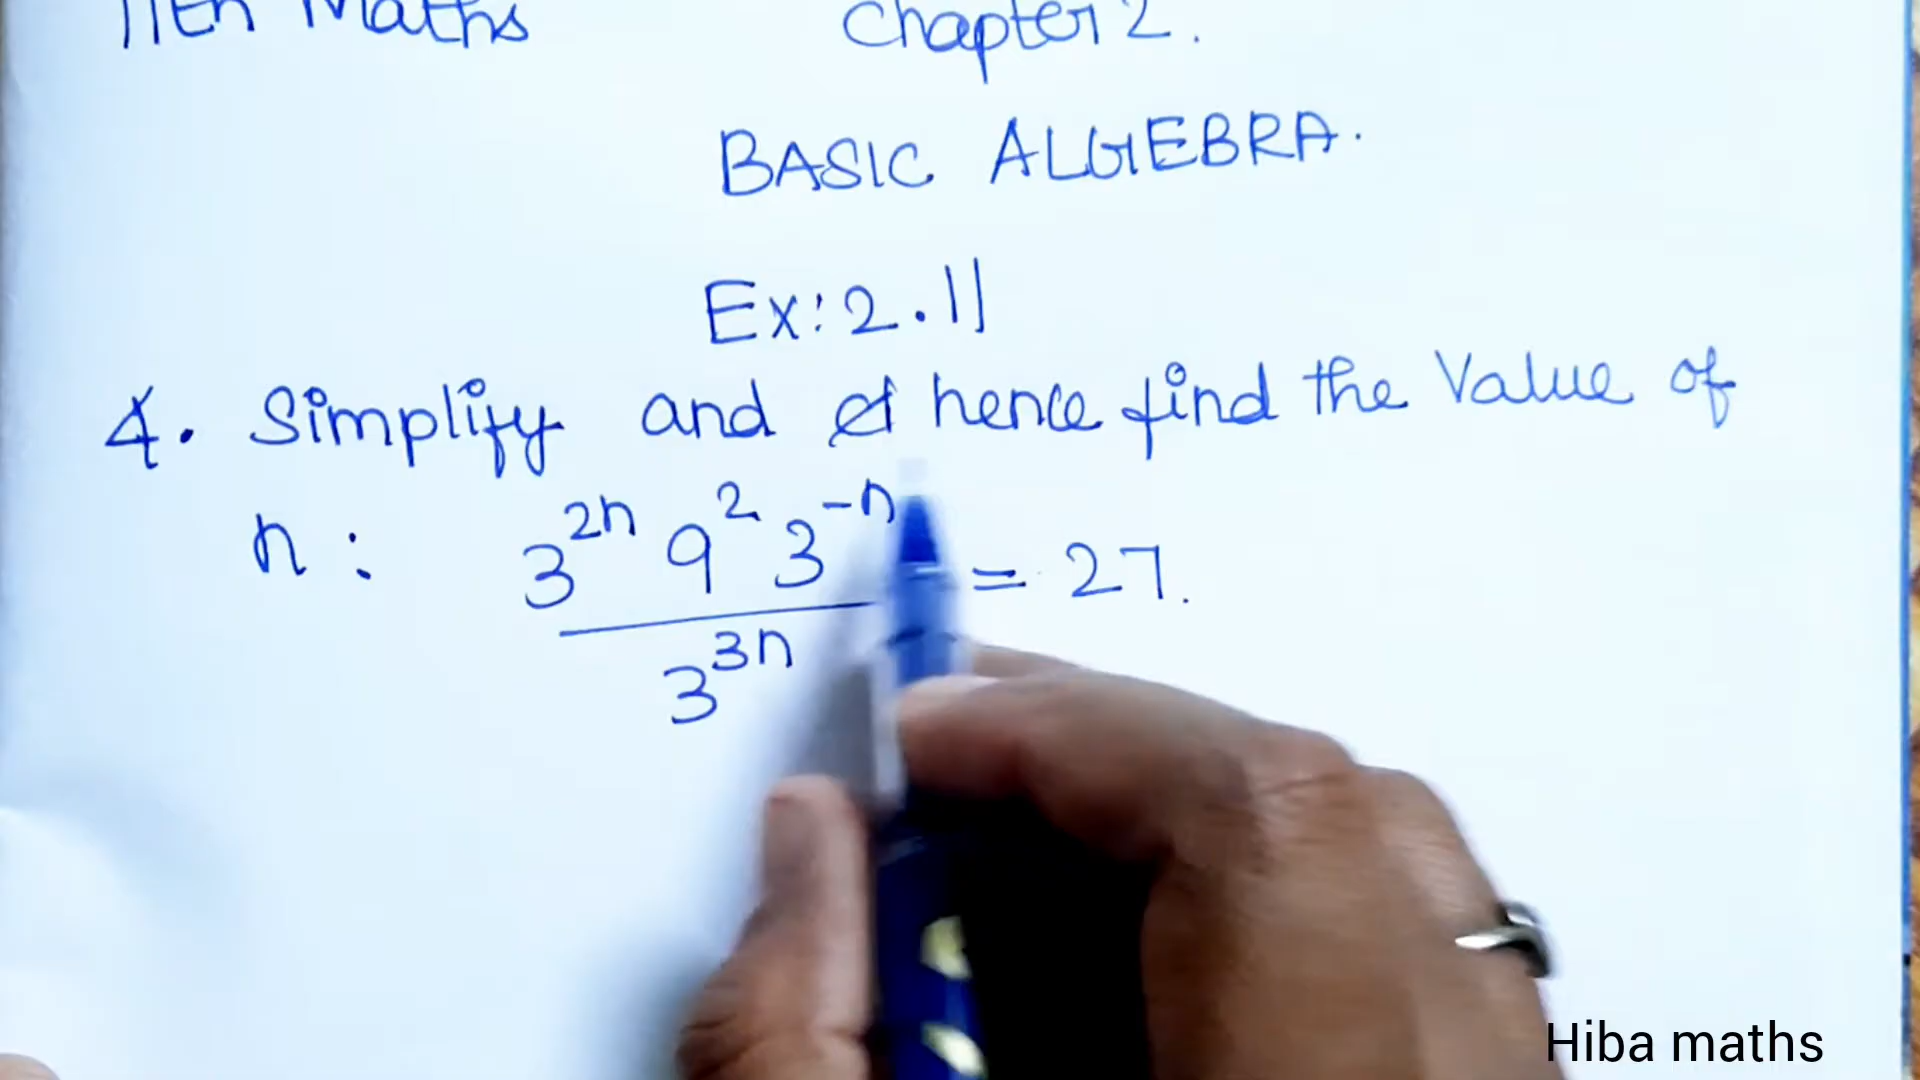 11th Maths Chapter 2.
BASIC ALGEBRA.
Ex: 2.11
4. Simplify and hence find the Value of
n : 3^{2n} 9^2 3^{-n} / 3^{3n} = 27.
Hiba maths